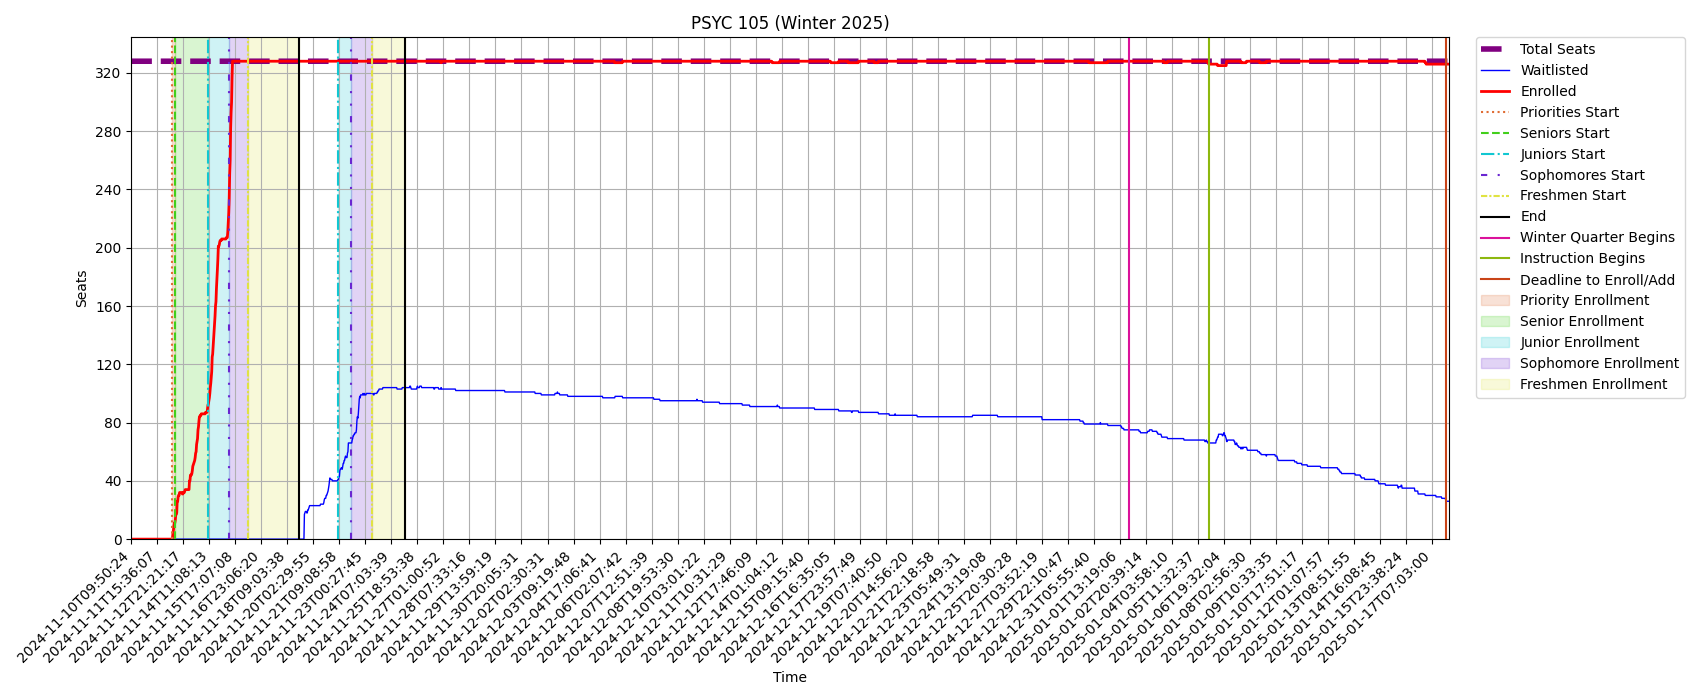 PSYC 105 (Winter 2025)
Seats
320
280
240
200
160
120
80
40
0
2024-11-10T09:50:24
2024-11-11T15:36:07
2024-11-12T21:21:17
2024-11-14T11:08:13
2024-11-15T17:07:08
2024-11-16T23:06:20
2024-11-18T09:03:38
2024-11-20T02:29:55
2024-11-21T09:08:58
2024-11-23T00:27:45
2024-11-24T07:03:39
2024-11-25T18:53:38
2024-11-27T01:00:52
2024-11-28T07:33:16
2024-11-29T13:59:19
2024-11-30T20:05:31
2024-12-02T02:30:31
2024-12-03T09:19:48
2024-12-04T17:06:41
2024-12-06T02:07:42
2024-12-07T12:51:39
2024-12-08T19:53:30
2024-12-10T03:01:22
2024-12-11T10:31:29
2024-12-12T17:46:09
2024-12-14T01:04:12
2024-12-15T09:15:40
2024-12-16T16:35:05
2024-12-17T23:57:49
2024-12-19T07:40:50
2024-12-20T14:56:20
2024-12-21T22:18:58
2024-12-23T05:49:31
2024-12-24T13:19:08
2024-12-25T20:30:28
2024-12-27T03:52:19
2024-12-29T22:10:47
2024-12-31T05:55:40
2025-01-01T13:19:06
2025-01-02T20:39:14
2025-01-04T03:58:10
2025-01-05T11:32:37
2025-01-06T19:32:04
2025-01-08T02:56:30
2025-01-09T10:33:35
2025-01-10T17:51:17
2025-01-12T01:07:57
2025-01-13T08:51:55
2025-01-14T16:08:45
2025-01-15T23:38:24
2025-01-17T07:03:00
Time
Total Seats
Waitlisted
Enrolled
Priorities Start
Seniors Start
Juniors Start
Sophomores Start
Freshmen Start
End
Winter Quarter Begins
Instruction Begins
Deadline to Enroll/Add
Priority Enrollment
Senior Enrollment
Junior Enrollment
Sophomore Enrollment
Freshmen Enrollment